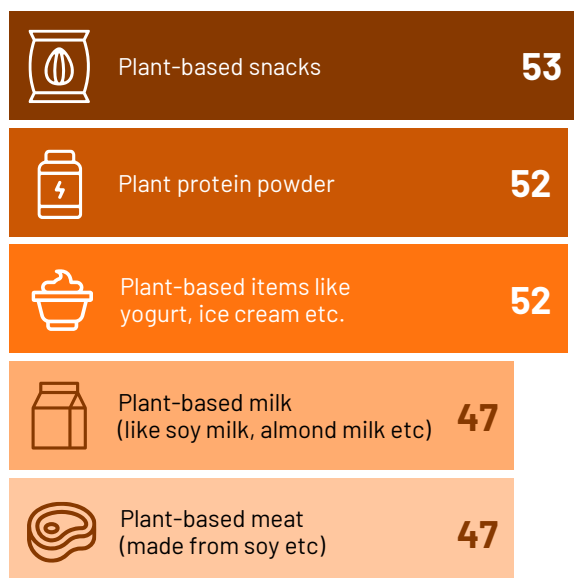 Plant-based snacks
53
Plant protein powder
52
Plant-based items like
yogurt, ice cream etc.
52
Plant-based milk
(like soy milk, almond milk etc)
47
Plant-based meat
(made from soy etc)
47